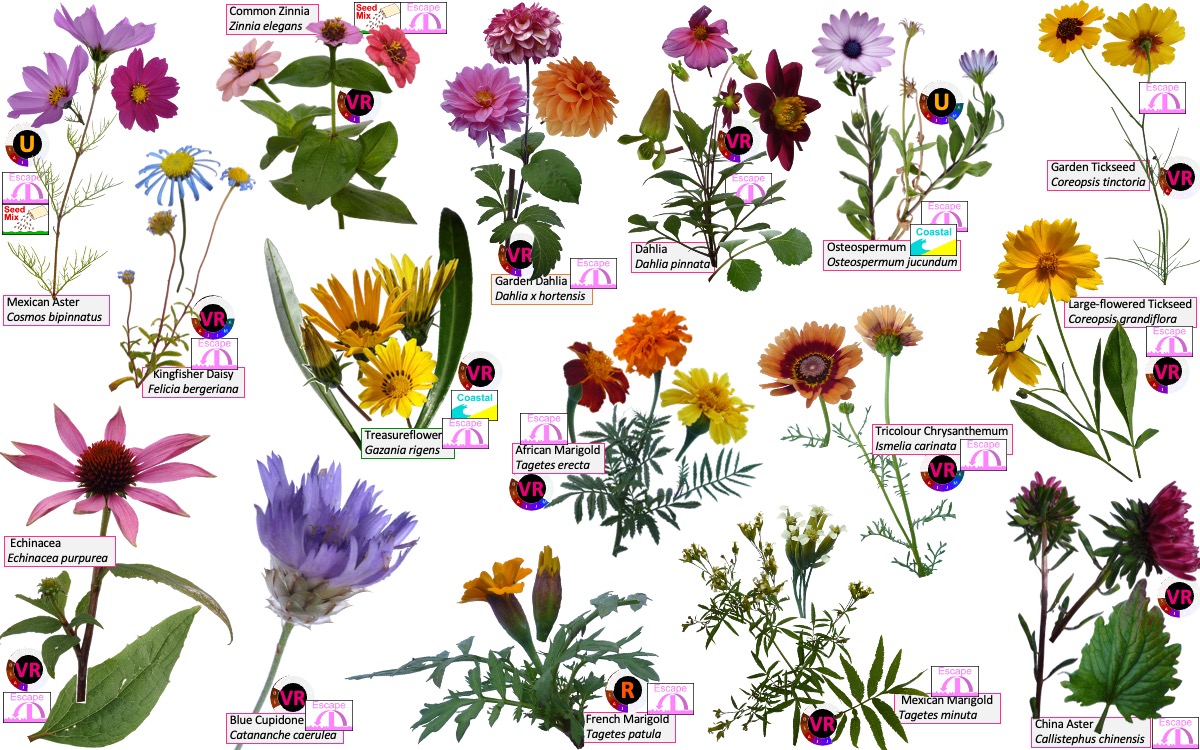 Common Zinnia
Zinnia elegans
Seed
Mix
Escape
VR
U
Escape
Seed
Mix
Mexican Aster
Cosmos bipinnatus
VR
Escape
Kingfisher Daisy
Felicia bergeriana
VR
Escape
Garden Dahlia
Dahlia x hortensis
VR
Escape
Dahlia
Dahlia pinnata
U
Escape
Coastal
Osteospermum
Osteospermum jucundum
Escape
Garden Tickseed
Coreopsis tinctoria
VR
Large-flowered Tickseed
Coreopsis grandiflora
Escape
VR
VR
Coastal
Escape
Treasureflower
Gazania rigens
Escape
African Marigold
Tagetes erecta
VR
Tricolour Chrysanthemum
Ismelia carinata
Escape
VR
Echinacea
Echinacea purpurea
VR
Escape
VR
Escape
Blue Cupidone
Catananche caerulea
R
Escape
French Marigold
Tagetes patula
Escape
Mexican Marigold
Tagetes minuta
VR
VR
China Aster
Callistephus chinensis
Escape